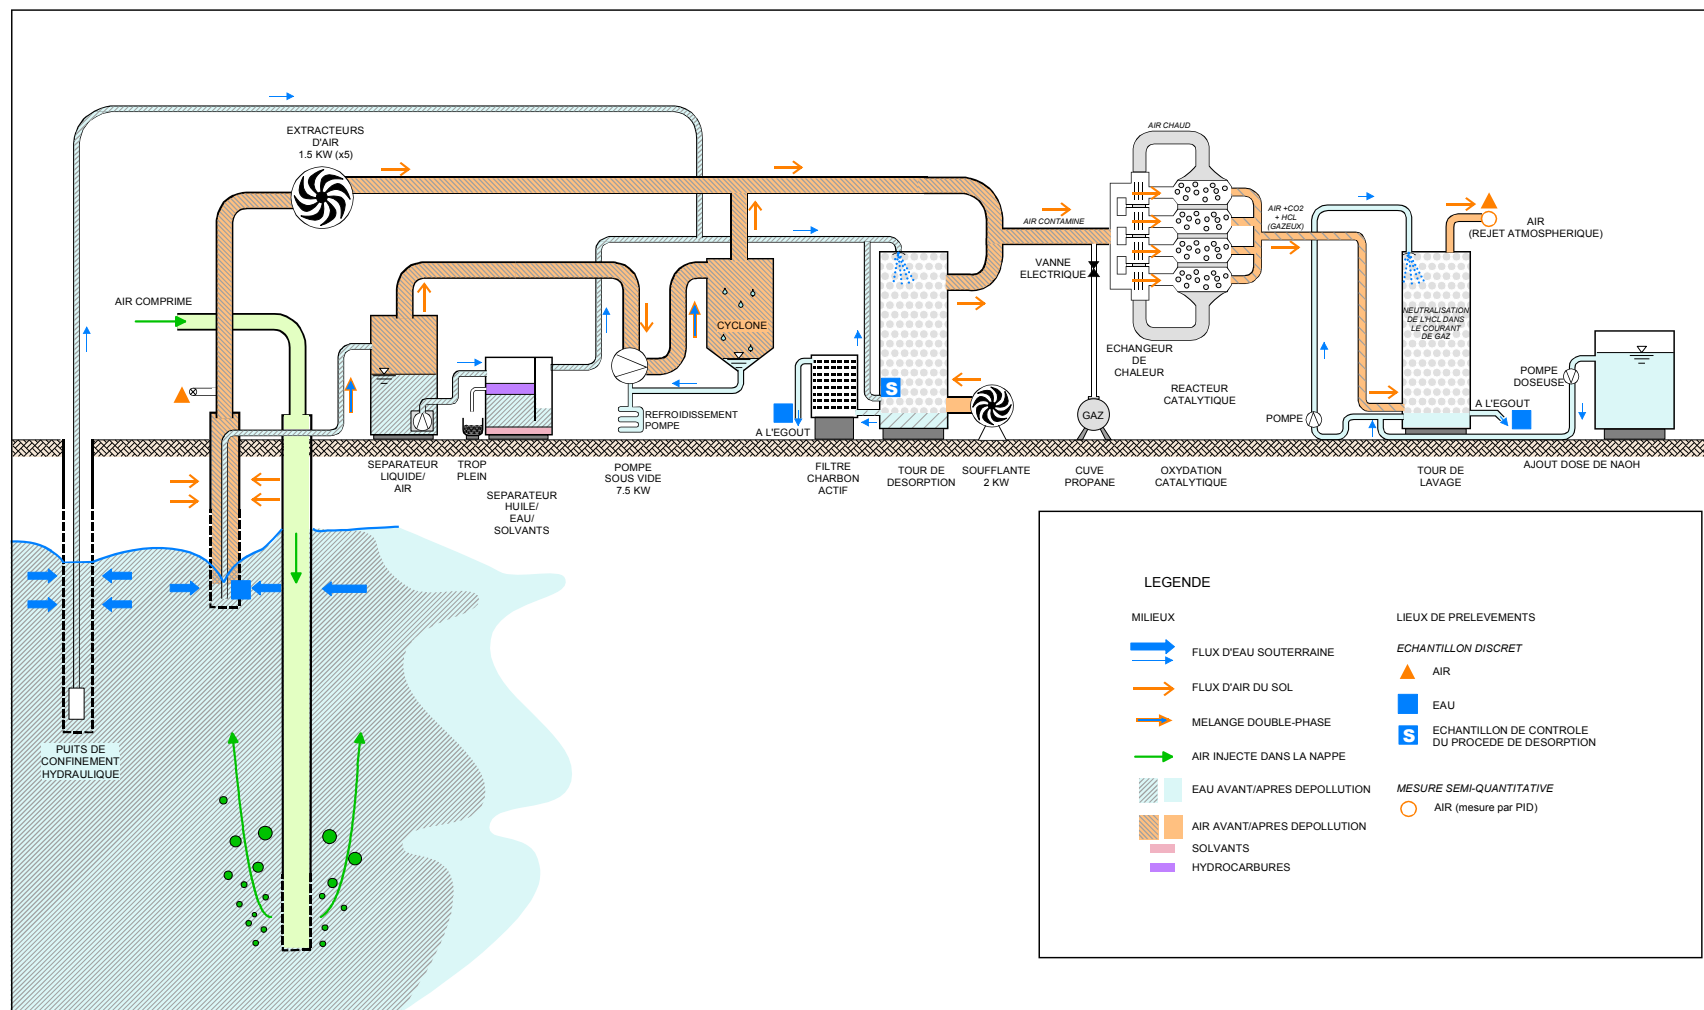 EXTRACTEURS
D'AIR
1.5 KW (x5)
AIR CHAUD
AIR CONTAMINE
AIR +CO2
+ HCL
(GAZEUX)
AIR
(REJET ATMOSPHERIQUE)
VANNE
ELECTRIQUE
AIR COMPRIME
CYCLONE
NEUTRALISATION
DE L'HCL DANS
LE COURANT
DE GAZ
ECHANGEUR
DE
CHALEUR
REACTEUR
CATALYTIQUE
POMPE
DOSEUSE
S
GAZ
REFROIDISSEMENT
POMPE
A L'EGOUT
POMPE
A L'EGOUT
SEPARATEUR
LIQUIDE/
AIR
TROP
PLEIN
SEPARATEUR
HUILE/
EAU/
SOLVANTS
POMPE
SOUS VIDE
7.5 KW
FILTRE
CHARBON
ACTIF
TOUR DE
DESORPTION
SOUFFLANTE
2 KW
CUVE
PROPANE
OXYDATION
CATALYTIQUE
TOUR DE
LAVAGE
AJOUT DOSE DE NAOH
PUITS DE
CONFINEMENT
HYDRAULIQUE
LEGENDE
MILIEUX
FLUX D'EAU SOUTERRAINE
FLUX D'AIR DU SOL
MELANGE DOUBLE-PHASE
AIR INJECTE DANS LA NAPPE
EAU AVANT/APRES DEPOLLUTION
AIR AVANT/APRES DEPOLLUTION
SOLVANTS
HYDROCARBURES
LIEUX DE PRELEVEMENTS
ECHANTILLON DISCRET
AIR
EAU
S
ECHANTILLON DE CONTROLE
DU PROCEDE DE DESORPTION
MESURE SEMI-QUANTITATIVE
AIR (mesure par PID)